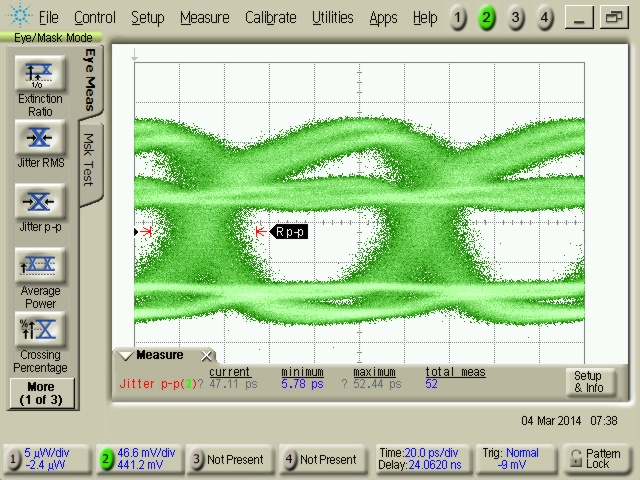 File Control Setup Measure Calibrate Utilities Apps Help 1 2 3 4
Eye/Mask Mode
Extinction
Ratio
Jitter RMS
Jitter p-p
Average
Power
Crossing
Percentage
More
(1 of 3)
Eye Meas
Msk Test
R p-p
Measure
current minimum maximum total meas
Jitter p-p(2) ? 47.11 ps 5.78 ps ? 52.44 ps 52
Setup
& Info
04 Mar 2014 07:38
1 5 µW/div
-2.4 µW
2 46.6 mV/div
441.2 mV
3 Not Present
4 Not Present
Time:20.0 ps/div
Delay:24.0620 ns
Trig: Normal
-9 mV
Pattern
Lock